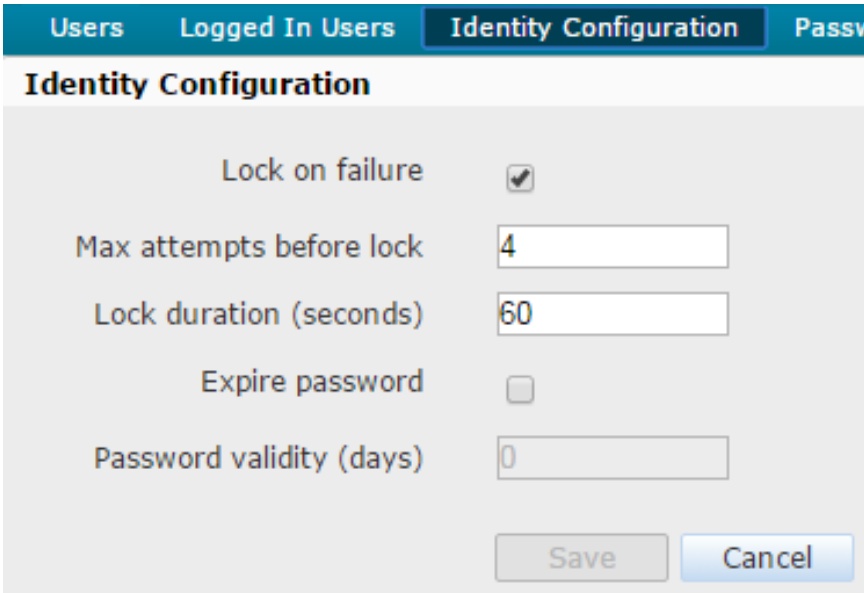 Users Logged In Users Identity Configuration Passw
Identity Configuration
Lock on failure
Max attempts before lock 4
Lock duration (seconds) 60
Expire password
Password validity (days) 0
Save Cancel